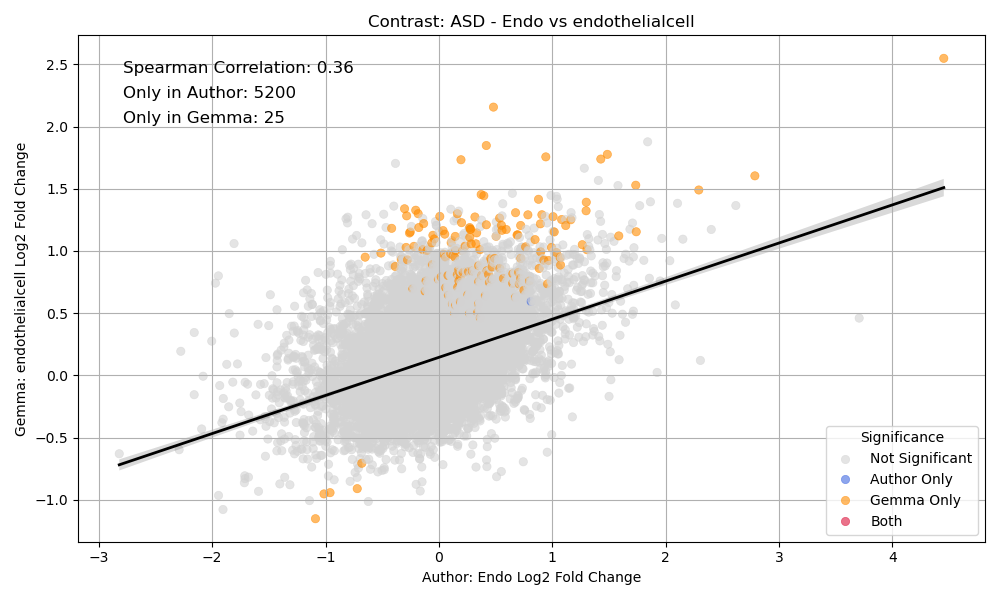 Contrast: ASD - Endo vs endothelialcell
Spearman Correlation: 0.36
Only in Author: 5200
Only in Gemma: 25
Gemma: endothelialcell Log2 Fold Change
2.5
2.0
1.5
1.0
0.5
0.0
−0.5
−1.0
Significance
Not Significant
Author Only
Gemma Only
Both
−3
−2
−1
0
1
2
3
4
Author: Endo Log2 Fold Change